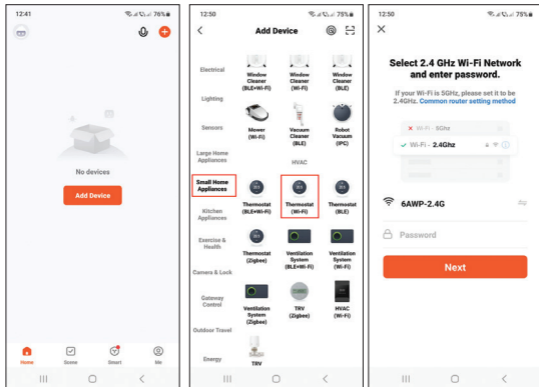 12:41
76%
No devices
Add Device
Home
Scene
Smart
Me
12:50
75%
Add Device
Electrical
Lighting
Sensors
Large Home
Appliances
Small Home
Appliances
Kitchen
Appliances
Exercise &
Health
Camera & Lock
Gateway
Control
Outdoor Travel
Energy
Window
Cleaner
(BLE+Wi-Fi)
Window
Cleaner
(Wi-Fi)
Window
Cleaner
(BLE)
Mower
(Wi-Fi)
Vacuum
Cleaner
(BLE)
Robot
Vacuum
(IPC)
HVAC
Thermostat
(BLE+Wi-Fi)
Thermostat
(Wi-Fi)
Thermostat
(BLE)
Thermostat
(Zigbee)
Ventilation
System
(BLE+Wi-Fi)
Ventilation
System
(Wi-Fi)
Ventilation
System
(Zigbee)
TRV
(Zigbee)
HVAC
(Wi-Fi)
TRV
12:50
75%
Select 2.4 GHz Wi-Fi Network
and enter password.
If your Wi-Fi is 5GHz, please set it to be
2.4GHz. Common router setting method
Wi-Fi - 5Ghz
Wi-Fi - 2.4Ghz
6AWP-2.4G
Password
Next